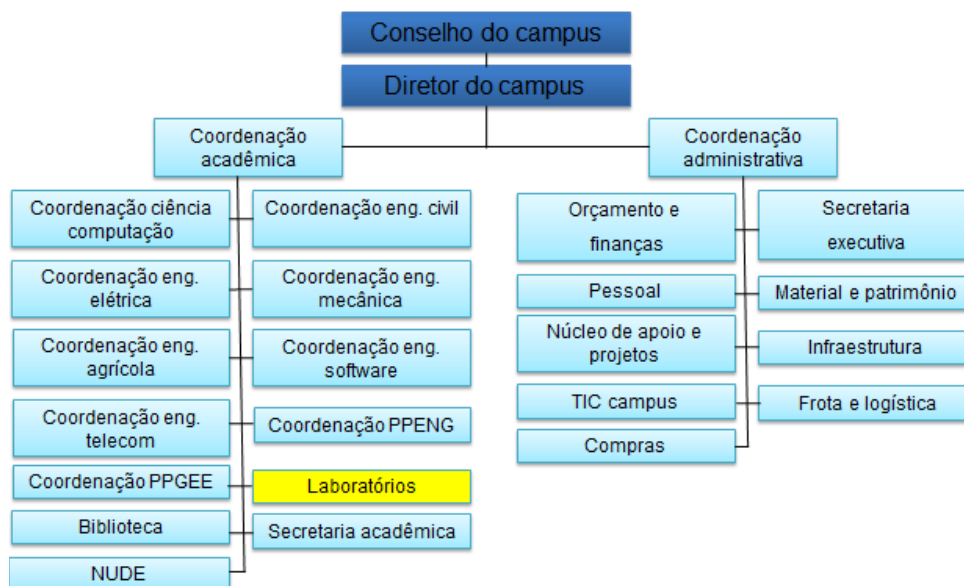 Conselho do campus
Diretor do campus
Coordenação
acadêmica
Coordenação
administrativa
Coordenação ciência
computação
Coordenação eng. civil
Coordenação eng.
elétrica
Coordenação eng.
mecânica
Coordenação eng.
agrícola
Coordenação eng.
software
Coordenação eng.
telecom
Coordenação PPENG
Coordenação PPGEE
Laboratórios
Biblioteca
Secretaria acadêmica
NUDE
Orçamento e
finanças
Secretaria
executiva
Pessoal
Material e patrimônio
Núcleo de apoio e
projetos
Infraestrutura
TIC campus
Frota e logística
Compras